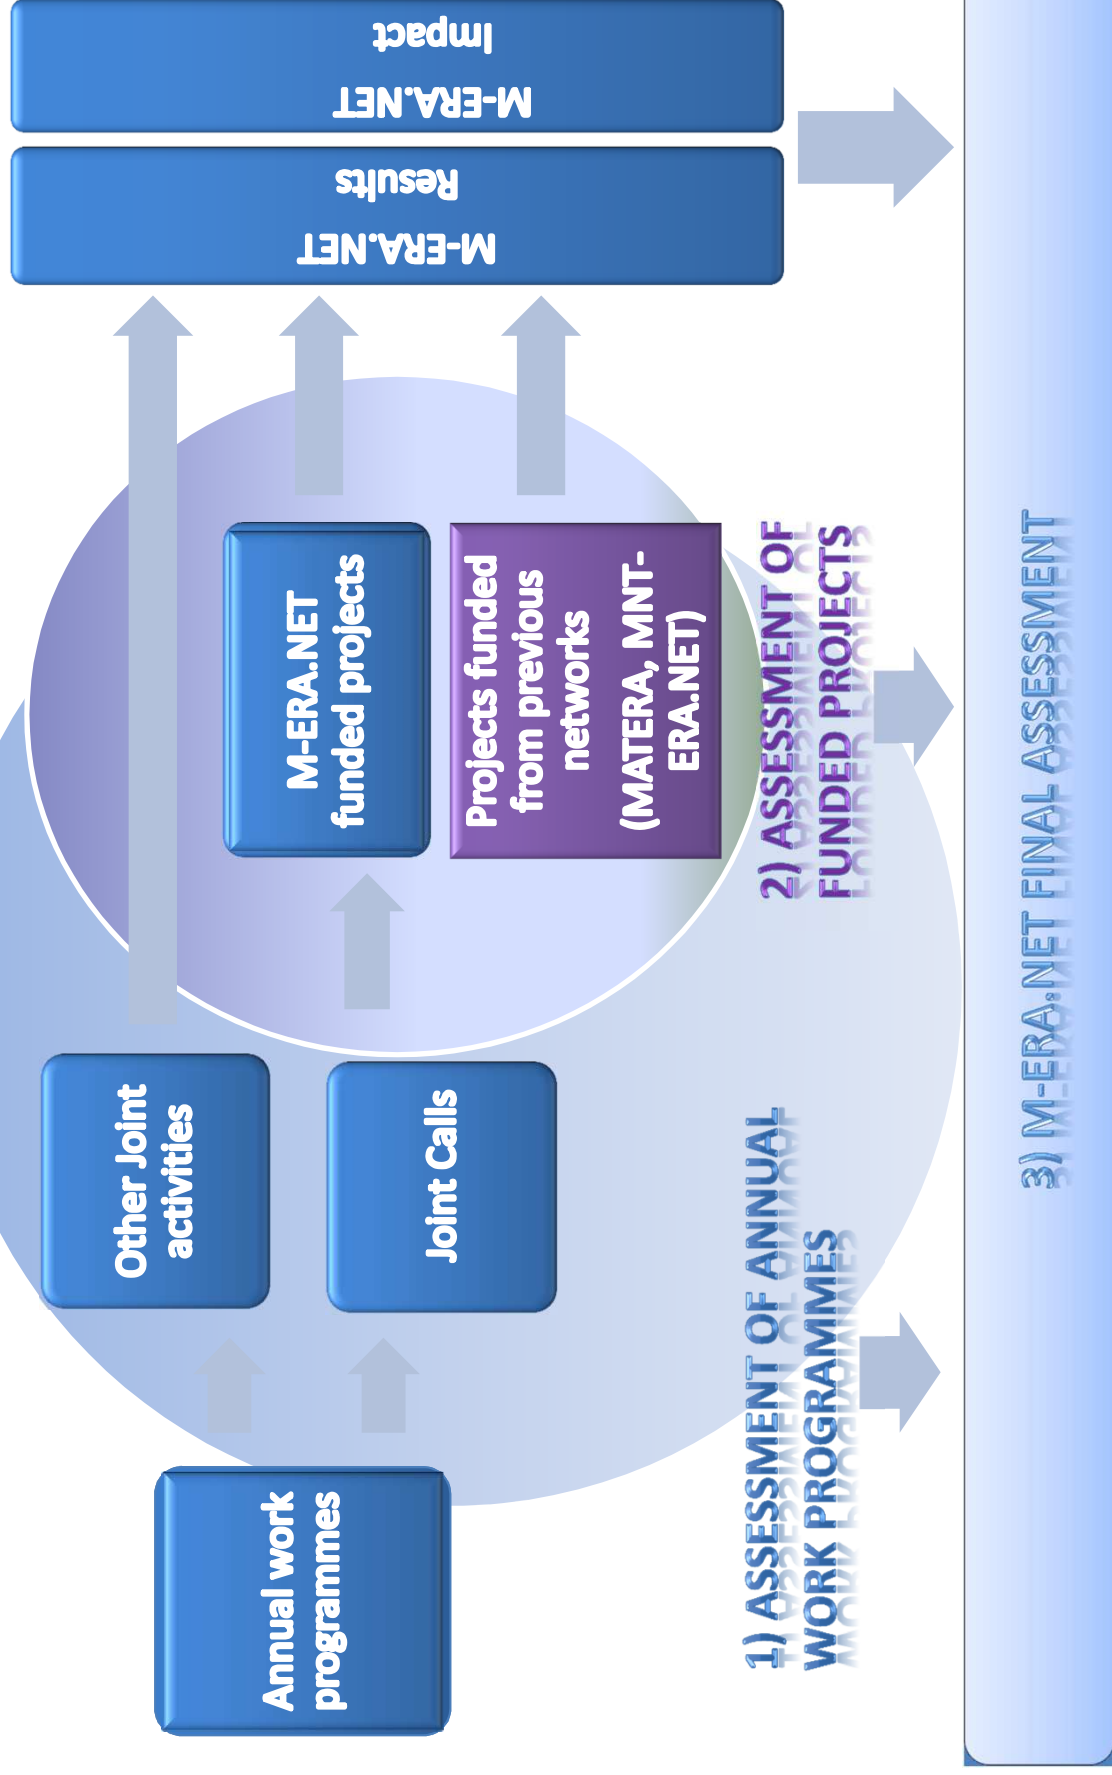 Annual work
programmes
Other Joint
activities
Joint Calls
M-ERA.NET
funded projects
Projects funded
from previous
networks
(MATERA, MNT-
ERA.NET)
M-ERA.NET
Results
M-ERA.NET
Impact
1) ASSESSMENT OF ANNUAL
WORK PROGRAMMES
2) ASSESSMENT OF
FUNDED PROJECTS
3) M-ERA.NET FINAL ASSESSMENT